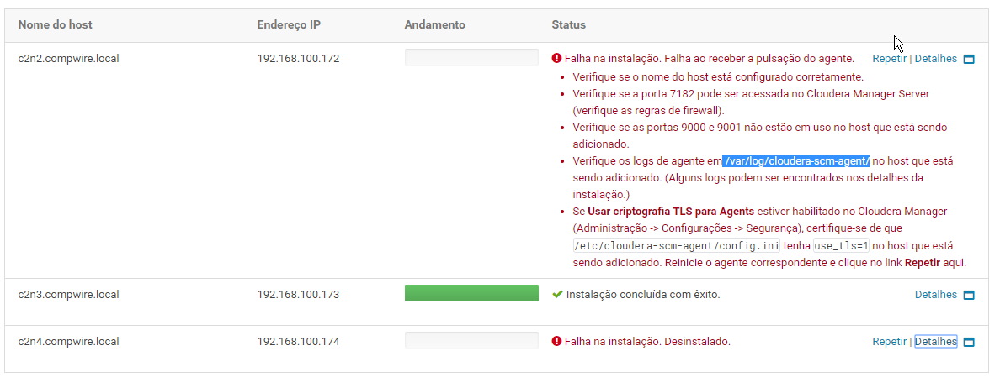 Nome do host Endereço IP Andamento Status
c2n2.compwire.local 192.168.100.172 Falha na instalação. Falha ao receber a pulsação do agente. Repetir | Detalhes
• Verifique se o nome do host está configurado corretamente.
• Verifique se a porta 7182 pode ser acessada no Cloudera Manager Server
(verifique as regras de firewall).
• Verifique se as portas 9000 e 9001 não estão em uso no host que está sendo
adicionado.
• Verifique os logs de agente em /var/log/cloudera-scm-agent/ no host que está
sendo adicionado. (Alguns logs podem ser encontrados nos detalhes da
instalação.)
• Se Usar criptografia TLS para Agents estiver habilitado no Cloudera Manager
(Administração -> Configurações -> Segurança), certifique-se de que
/etc/cloudera-scm-agent/config.ini tenha use_tls=1 no host que está
sendo adicionado. Reinicie o agente correspondente e clique no link Repetir aqui.
c2n3.compwire.local 192.168.100.173 Instalação concluída com êxito. Detalhes
c2n4.compwire.local 192.168.100.174 Falha na instalação. Desinstalado. Repetir | Detalhes